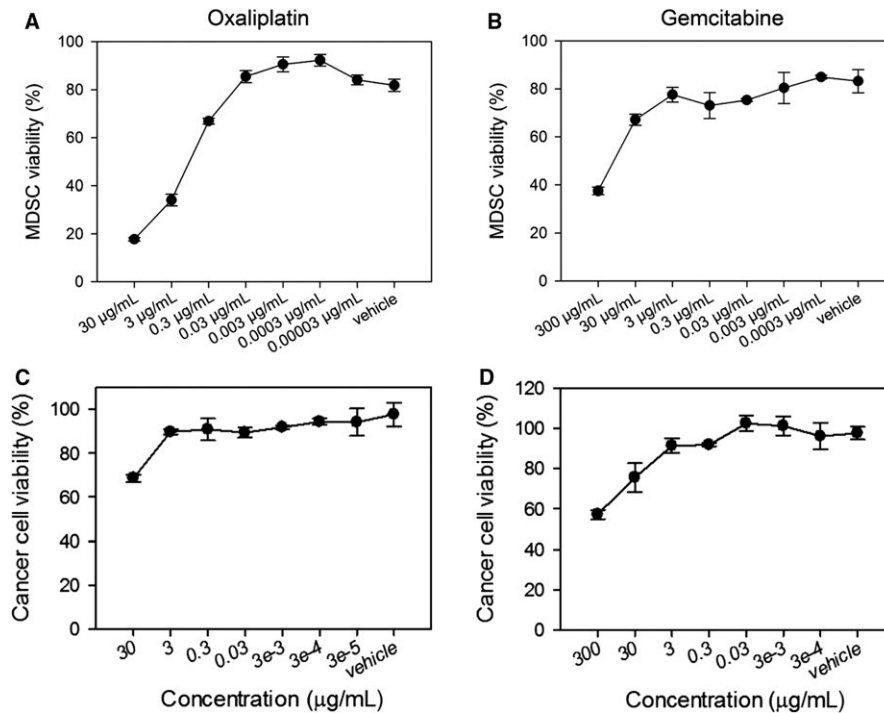 A
Oxaliplatin
MDSC viability (%)
100
80
60
40
20
0
30 µg/mL
3 µg/mL
0.3 µg/mL
0.03 µg/mL
0.003 µg/mL
0.0003 µg/mL
0.00003 µg/mL
vehicle
B
Gemcitabine
MDSC viability (%)
100
80
60
40
20
0
300 µg/mL
30 µg/mL
3 µg/mL
0.3 µg/mL
0.03 µg/mL
0.003 µg/mL
0.0003 µg/mL
vehicle
C
Cancer cell viability (%)
100
80
60
40
20
0
30
3
0.3
0.03
3e-3
3e-4
3e-5
vehicle
Concentration (µg/mL)
D
Cancer cell viability (%)
120
100
80
60
40
20
0
300
30
3
0.3
0.03
3e-3
3e-4
vehicle
Concentration (µg/mL)